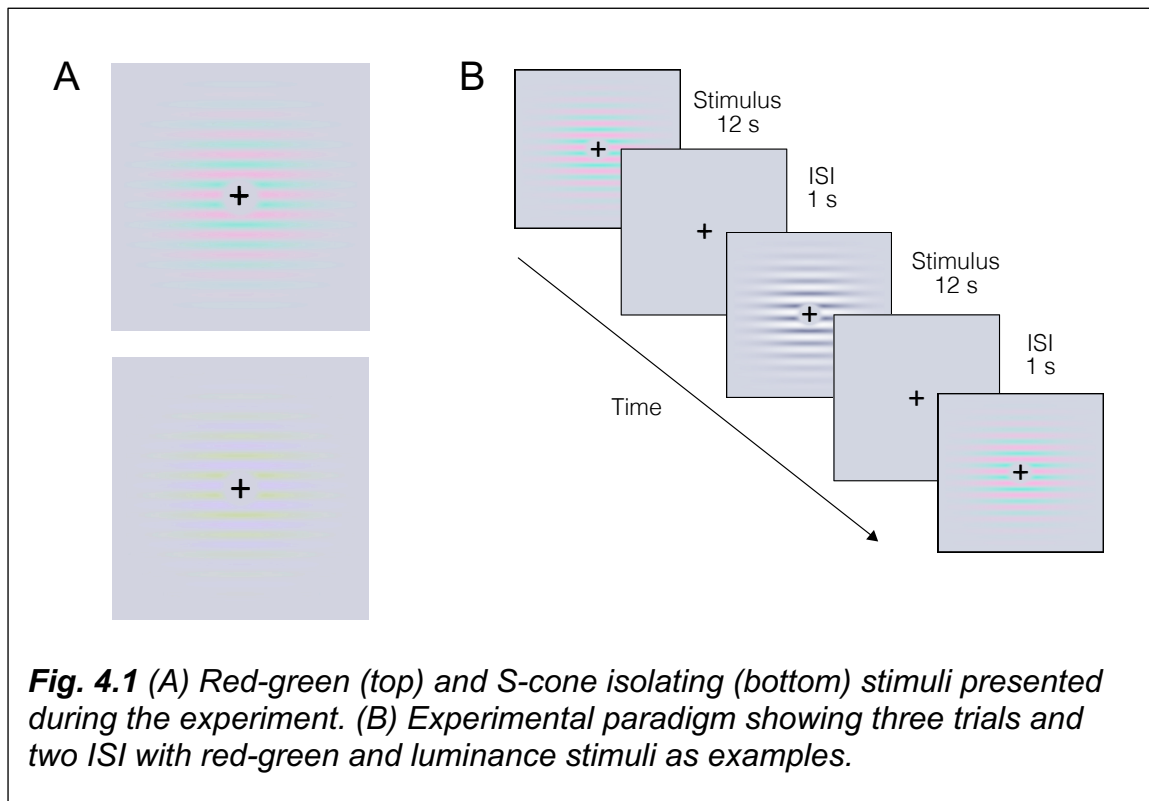 A
B
Stimulus
12 s
ISI
1 s
Stimulus
12 s
ISI
1 s
Time
Fig. 4.1 (A) Red-green (top) and S-cone isolating (bottom) stimuli presented
during the experiment. (B) Experimental paradigm showing three trials and
two ISI with red-green and luminance stimuli as examples.